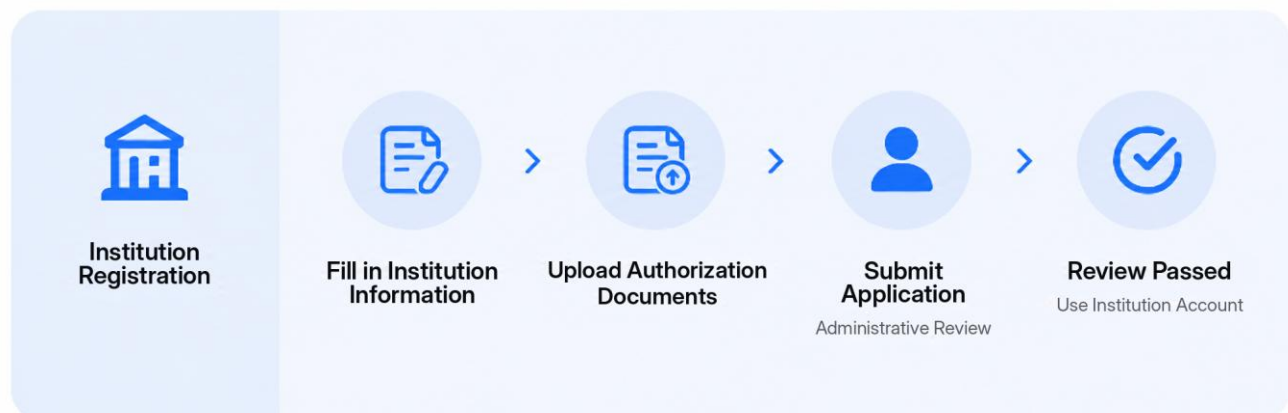 Institution
Registration
Fill in Institution
Information
Upload Authorization
Documents
Submit
Application
Administrative Review
Review Passed
Use Institution Account